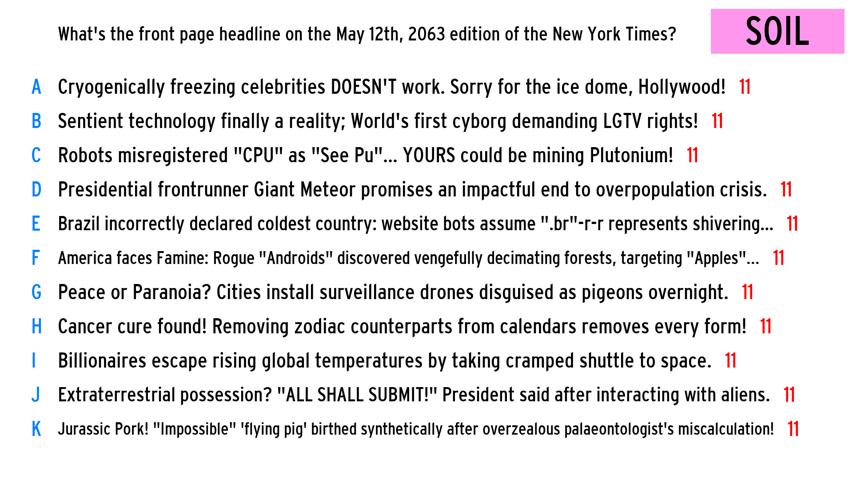 What's the front page headline on the May 12th, 2063 edition of the New York Times?
SOIL
A Cryogenically freezing celebrities DOESN'T work. Sorry for the ice dome, Hollywood! 11
B Sentient technology finally a reality; World's first cyborg demanding LGTV rights! 11
C Robots misregistered "CPU" as "See Pu"... YOURS could be mining Plutonium! 11
D Presidential frontrunner Giant Meteor promises an impactful end to overpopulation crisis. 11
E Brazil incorrectly declared coldest country: website bots assume ".br"-r-r represents shivering... 11
F America faces Famine: Rogue "Androids" discovered vengefully decimating forests, targeting "Apples"... 11
G Peace or Paranoia? Cities install surveillance drones disguised as pigeons overnight. 11
H Cancer cure found! Removing zodiac counterparts from calendars removes every form! 11
I Billionaires escape rising global temperatures by taking cramped shuttle to space. 11
J Extraterrestrial possession? "ALL SHALL SUBMIT!" President said after interacting with aliens. 11
K Jurassic Pork! "Impossible" 'flying pig' birthed synthetically after overzealous palaeontologist's miscalculation! 11